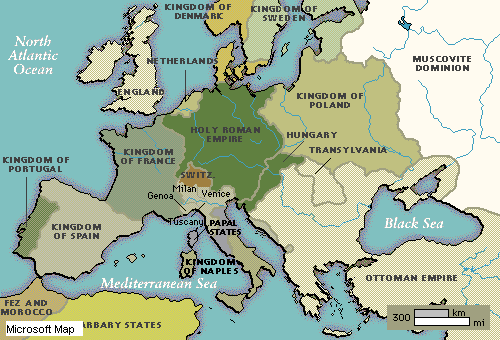 KINGDOM OF
DENMARK
KINGDOM
OF
SWEDEN
North
Atlantic
Ocean
NETHERLANDS
MUSCOVITE
DOMINION
ENGLAND
KINGDOM OF
POLAND
HOLY ROMAN
EMPIRE
HUNGARY
TRANSYLVANIA
KINGDOM OF
PORTUGAL
KINGDOM
OF FRANCE
SWITZ.
Milan
Venice
Genoa
Tuscany
PAPAL
STATES
KINGDOM
OF SPAIN
Black Sea
KINGDOM
OF NAPLES
Mediterranean Sea
OTTOMAN EMPIRE
FEZ AND
MOROCCO
ARBARY STATES
300
km
mi
Microsoft Map